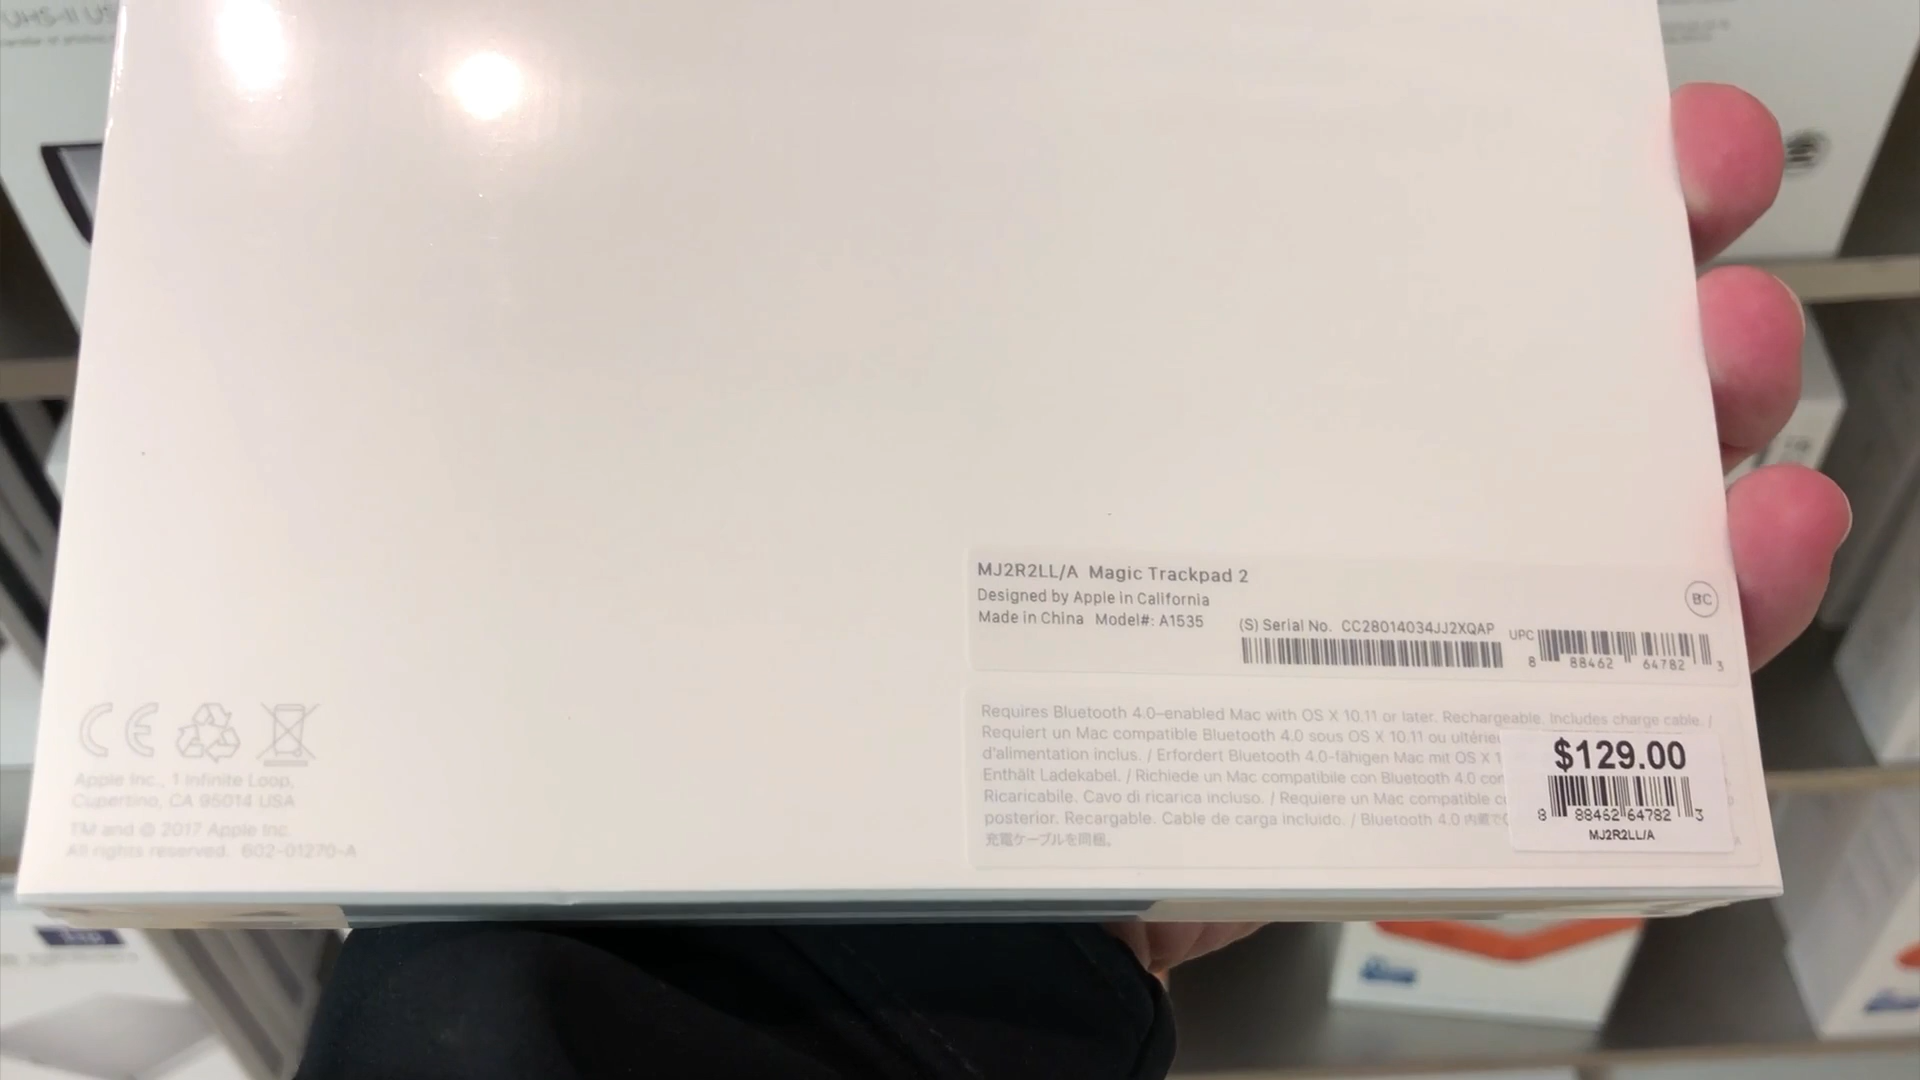 UHS-II US
MJ2R2LL/A Magic Trackpad 2
Designed by Apple in California
Made in China Model#: A1535
(S) Serial No. CC28014034JJ2XQAP
UPC
8 88462 64782 3
BC
Requires Bluetooth 4.0-enabled Mac with OS X 10.11 or later. Rechargeable. Includes charge cable. /
Requiert un Mac compatible Bluetooth 4.0 sous OS X 10.11 ou
d'alimentation inclus. / Erfordert Bluetooth 4.0-fähigen Mac mit OS X
Enthält Ladekabel. / Richiede un Mac compatibile con Bluetooth 4.0
Ricaricabile. Cavo di ricarica incluso. / Requiere un Mac compatible
posterior. Recargable. Cable de carga incluido. / Bluetooth 4.0 内蔵で
充電ケーブルを同梱。
$129.00
8 88462 64782 3
MJ2R2LL/A
CE
Apple Inc., 1 Infinite Loop,
Cupertino, CA 95014 USA
TM and © 2017 Apple Inc.
All rights reserved. 602-01270-A